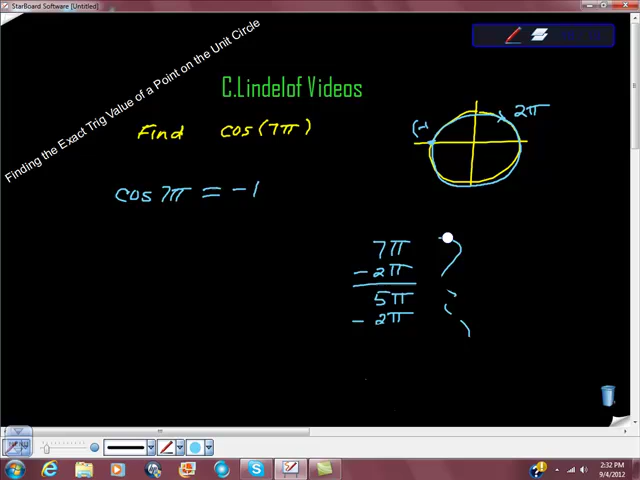 StarBoard Software [Untitled]
Finding the Exact Trig Value of a Point on the Unit Circle
C.Lindelof Videos
Find cos(7π)
2π
(-1
cos 7π = -1
7π
- 2π
5π
- 2π
2:32 PM
9/4/2012